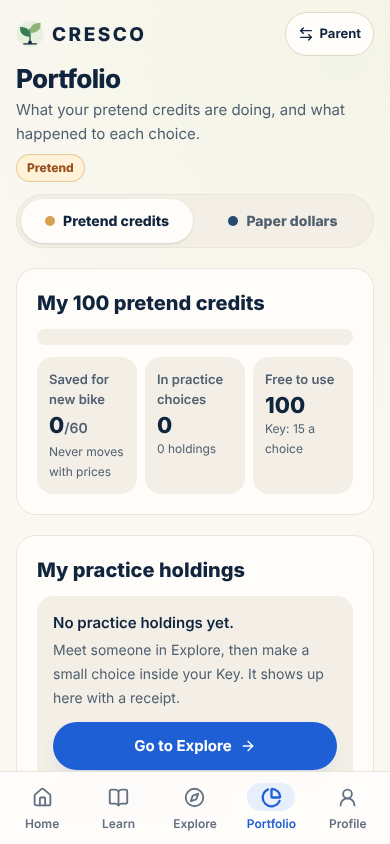 CRESCO
Parent
Portfolio
What your pretend credits are doing, and what
happened to each choice.
Pretend
Pretend credits
Paper dollars
My 100 pretend credits
Saved for
new bike
0/60
Never moves
with prices
In practice
choices
0
0 holdings
Free to use
100
Key: 15 a
choice
My practice holdings
No practice holdings yet.
Meet someone in Explore, then make a
small choice inside your Key. It shows up
here with a receipt.
Go to Explore →
Home
Learn
Explore
Portfolio
Profile